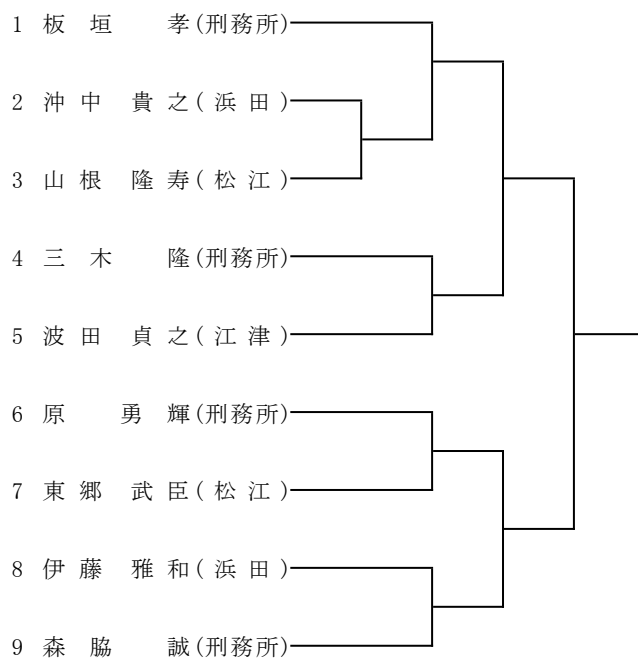 1 板垣 孝(刑務所)
2 沖中 貴之(浜田)
3 山根 隆寿(松江)
4 三木 隆(刑務所)
5 波田 貞之(江津)
6 原 勇輝(刑務所)
7 東郷 武臣(松江)
8 伊藤 雅和(浜田)
9 森脇 誠(刑務所)